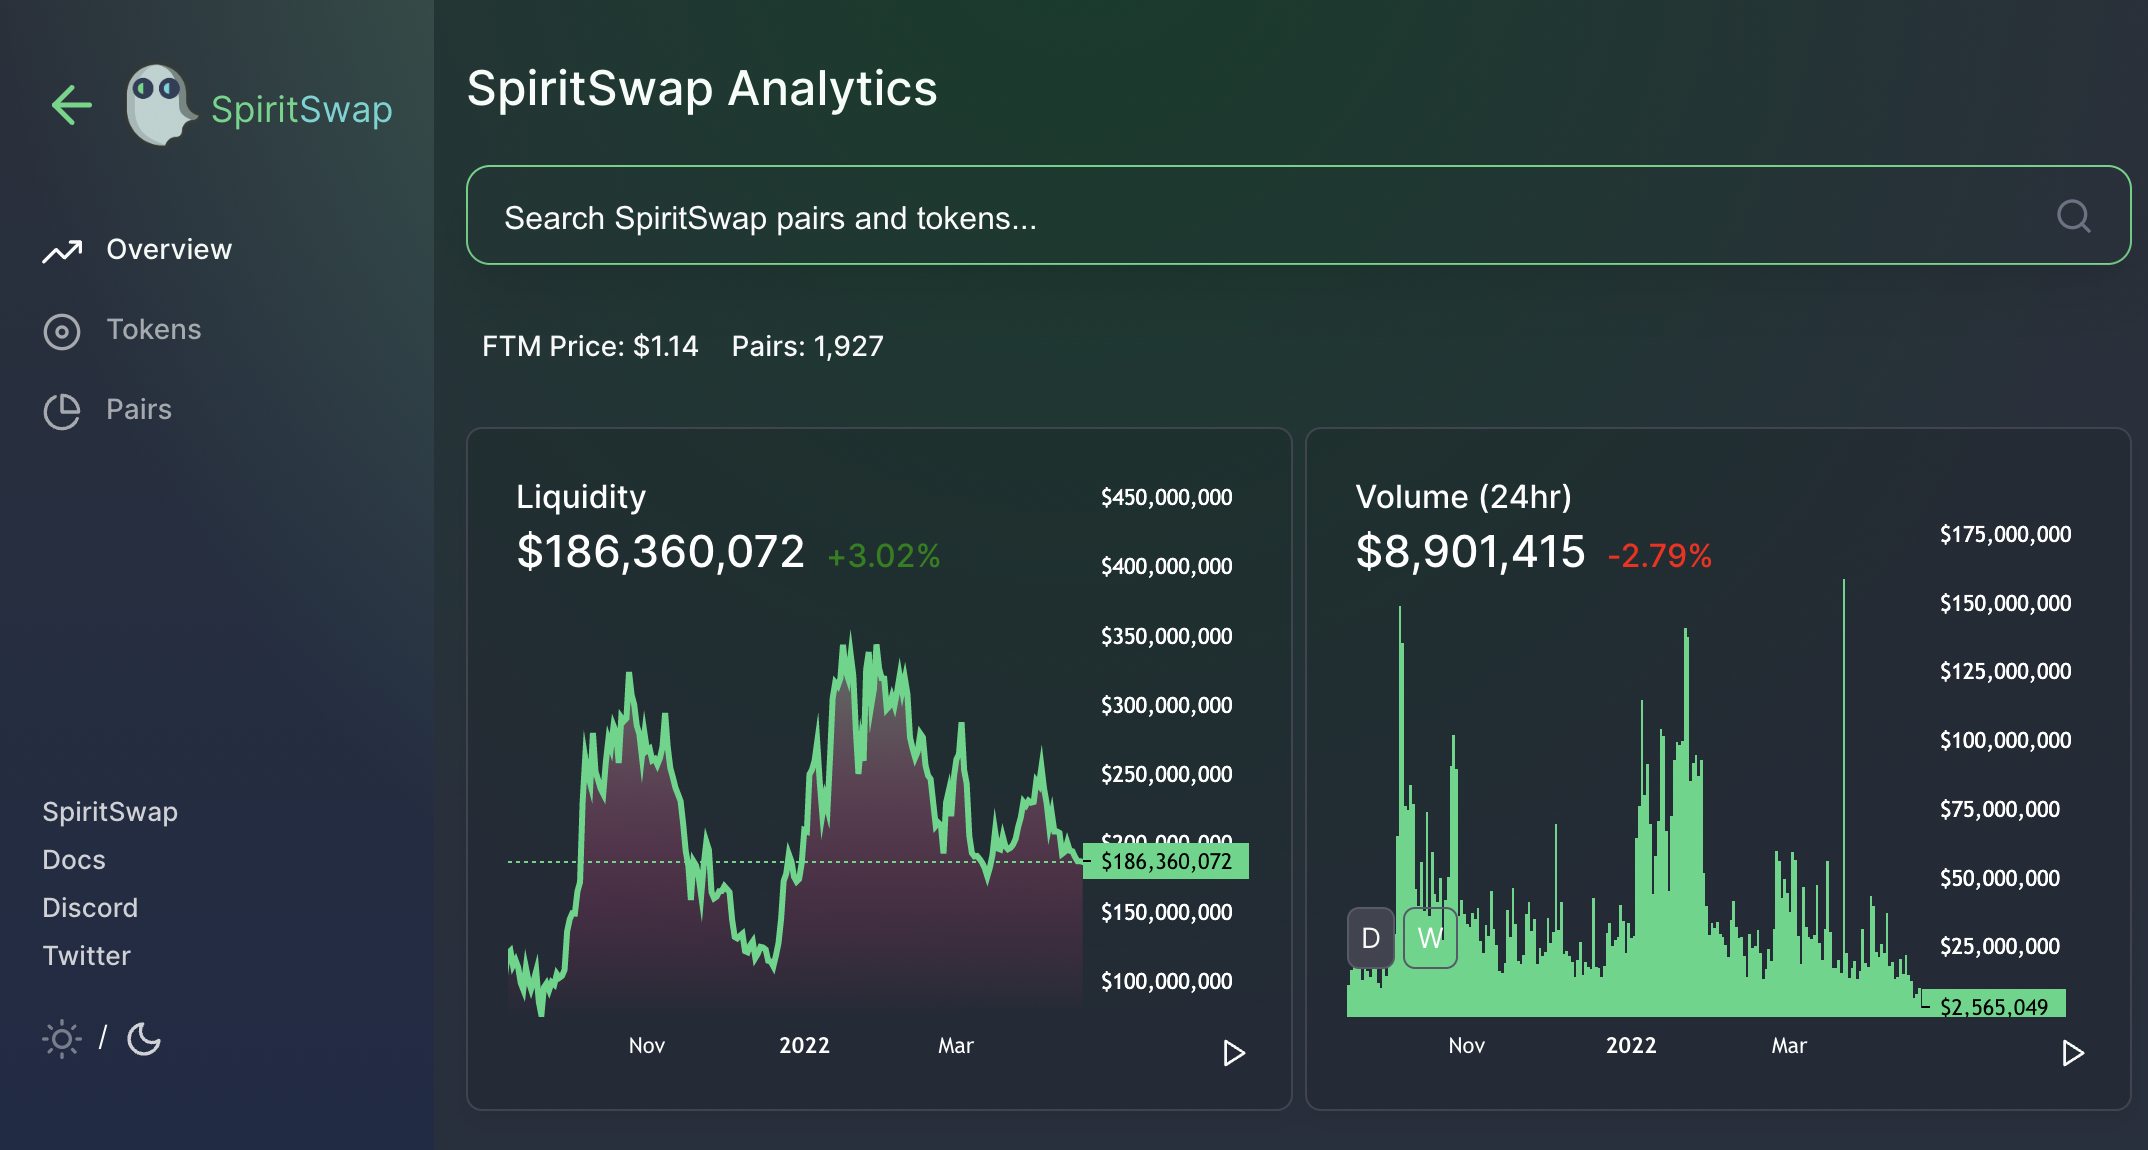 SpiritSwap
Overview
Tokens
Pairs
SpiritSwap
Docs
Discord
Twitter
/
SpiritSwap Analytics
Search SpiritSwap pairs and tokens...
FTM Price: $1.14 Pairs: 1,927
Liquidity
$186,360,072 +3.02%
$450,000,000
$400,000,000
$350,000,000
$300,000,000
$250,000,000
$200,000,000
$186,360,072
$150,000,000
$100,000,000
Nov 2022 Mar
Volume (24hr)
$8,901,415 -2.79%
$175,000,000
$150,000,000
$125,000,000
$100,000,000
$75,000,000
$50,000,000
$25,000,000
$2,565,049
D W
Nov 2022 Mar